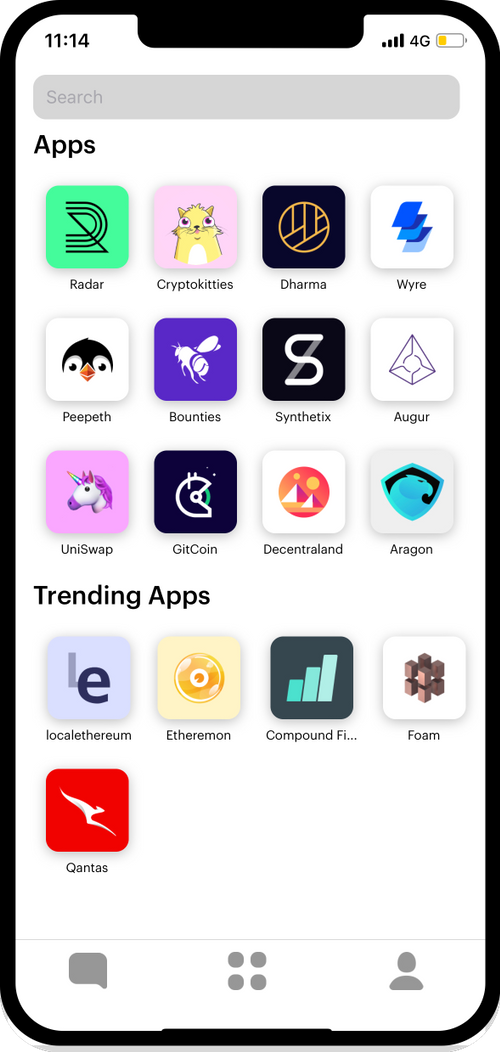 11:14 4G
Search
Apps
Radar Cryptokitties Dharma Wyre
Peepeth Bounties Synthetix Augur
UniSwap GitCoin Decentraland Aragon
Trending Apps
le
localethereum Etheremon Compound Fi... Foam
Qantas